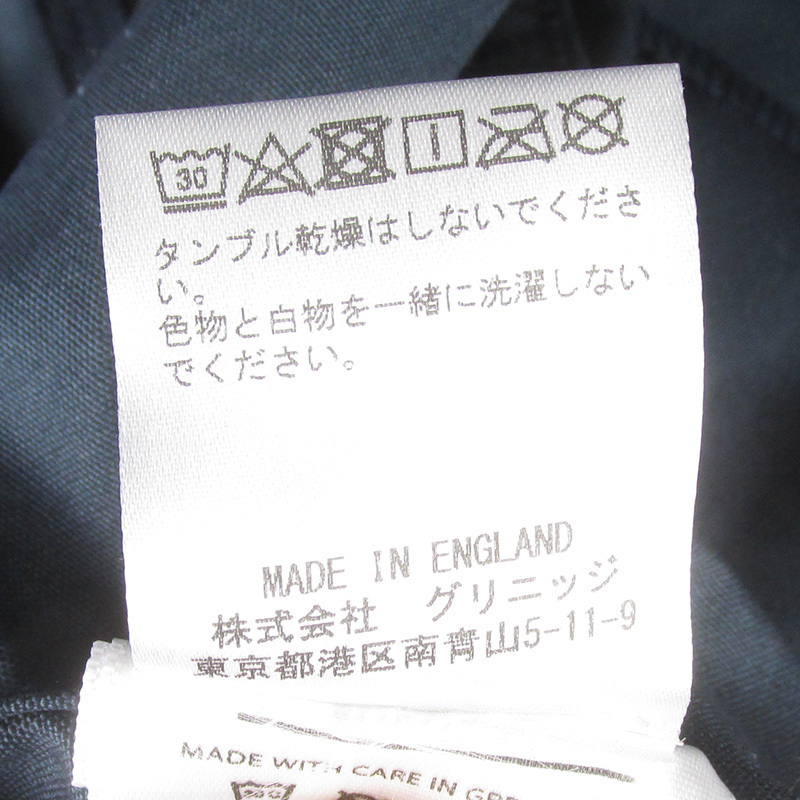 30
タンブル乾燥はしないでくださ
い。
色物と白物を一緒に洗濯しない
でください。
MADE IN ENGLAND
株式会社 グリニッジ
東京都港区南青山5-11-9
MADE WITH CARE IN